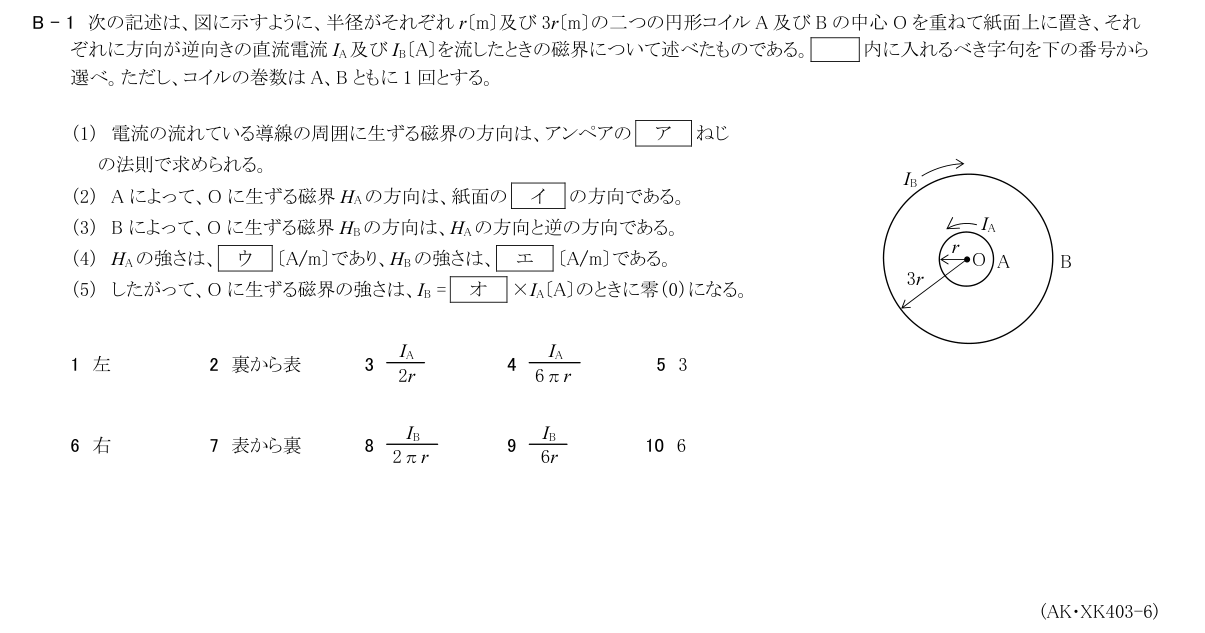 B－1 次の記述は、図に示すように、半径がそれぞれ r〔m〕及び 3r〔m〕の二つの円形コイル A 及び B の中心 O を重ねて紙面上に置き、それ
ぞれに方向が逆向きの直流電流 IA 及び IB〔A〕を流したときの磁界について述べたものである。　　内に入れるべき字句を下の番号から
選べ。ただし、コイルの巻数は A、B ともに 1 回とする。
(1) 電流の流れている導線の周囲に生ずる磁界の方向は、アンペアの ア ねじ
の法則で求められる。
(2) A によって、O に生ずる磁界 HA の方向は、紙面の イ の方向である。
(3) B によって、O に生ずる磁界 HB の方向は、HA の方向と逆の方向である。
(4) HA の強さは、 ウ 〔A/m〕であり、HB の強さは、 エ 〔A/m〕である。
(5) したがって、O に生ずる磁界の強さは、IB = オ ×IA〔A〕のときに零(0)になる。
IB
IA
r
O A B
3r
1 左 2 裏から表 3 IA/2r 4 IA/6πr 5 3
6 右 7 表から裏 8 IB/2πr 9 IB/6r 10 6
(AK・XK403-6)